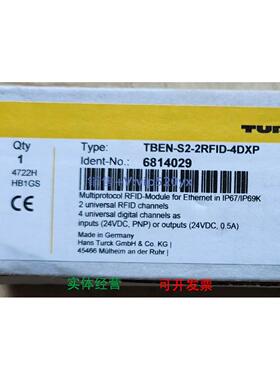 TURCK
Qty
1
4722H
HB1GS
CE
Type: TBEN-S2-2RFID-4DXP
Ident-No.: 6814029
Multiprotocol RFID-Module for Ethernet in IP67/IP69K
2 universal RFID channels
4 universal digital channels as
inputs (24VDC, PNP) or outputs (24VDC, 0.5A)
Made in Germany
Hans Turck GmbH & Co. KG |
45466 Mülheim an der Ruhr |
实体经营 可开发票